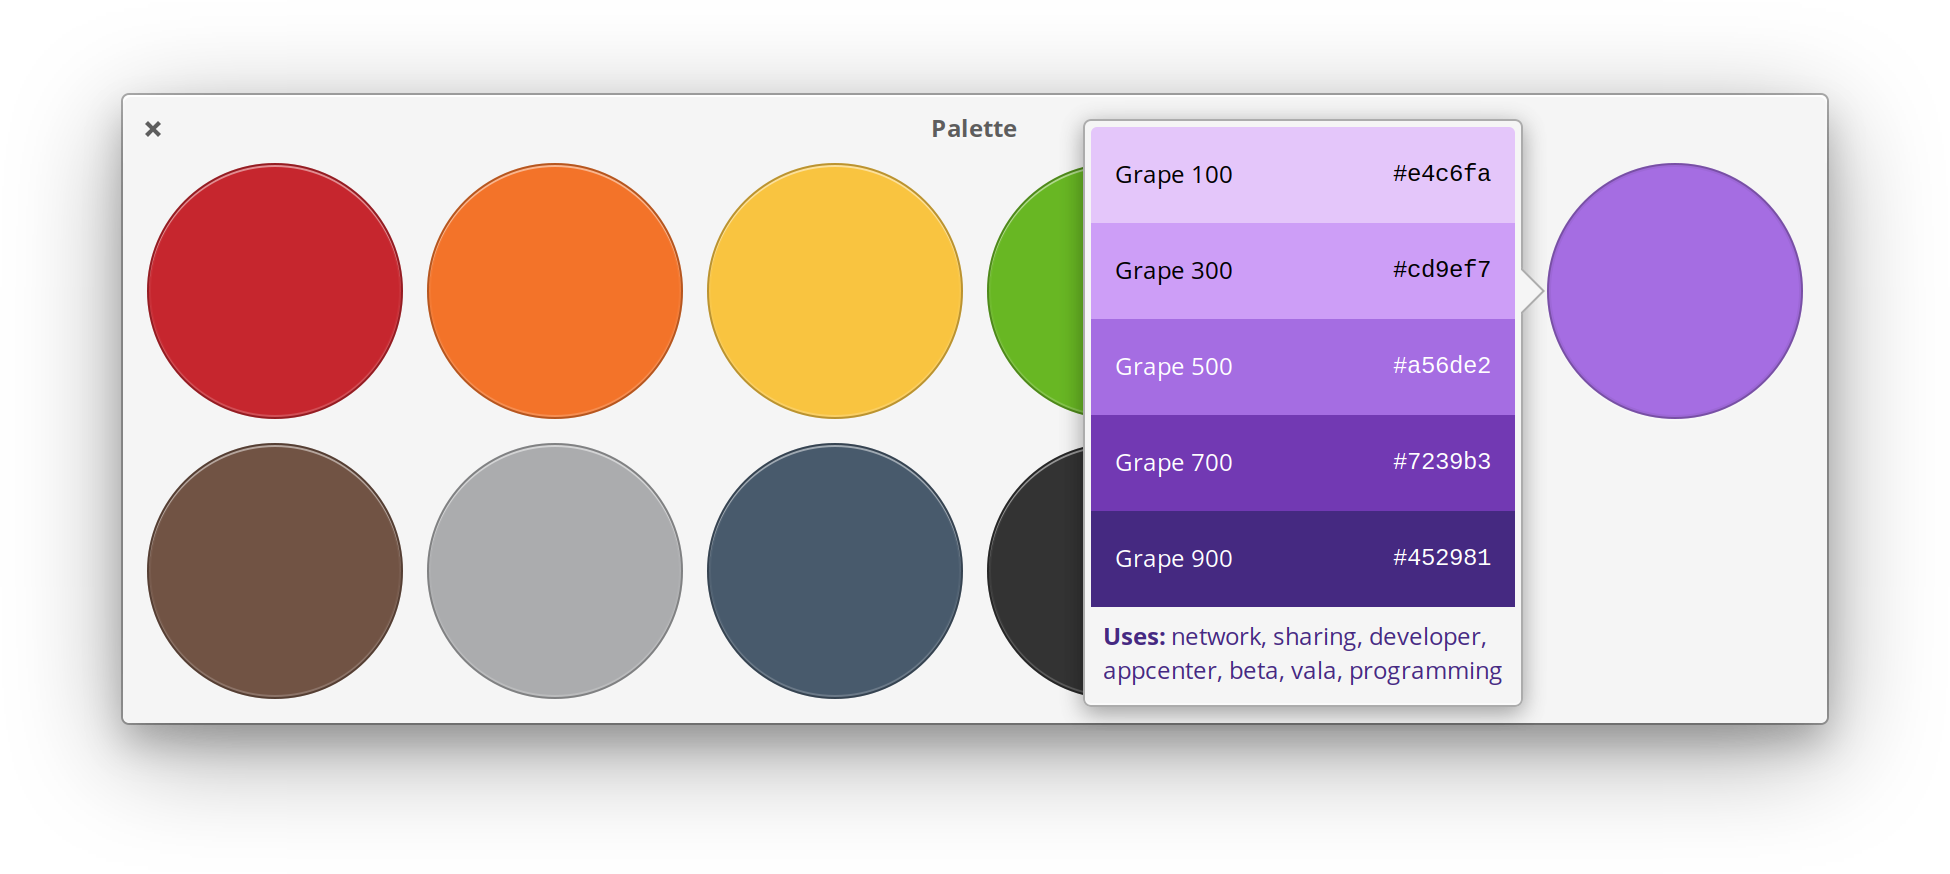 Palette
Grape 100 #e4c6fa
Grape 300 #cd9ef7
Grape 500 #a56de2
Grape 700 #7239b3
Grape 900 #452981
Uses: network, sharing, developer,
appcenter, beta, vala, programming